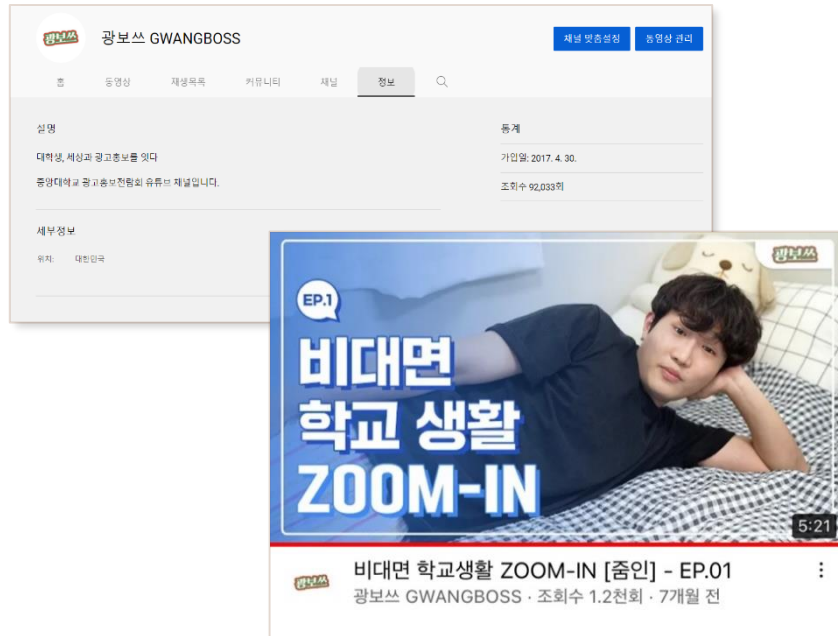 광보쓰
광보쓰 GWANGBOSS
채널 맞춤설정
동영상 관리
홈
동영상
재생목록
커뮤니티
채널
정보
설명
대학생, 세상과 광고홍보를 잇다
중앙대학교 광고홍보전람회 유튜브 채널입니다.
통계
가입일: 2017. 4. 30.
조회수 92,033회
세부정보
위치:
대한민국
광보쓰
EP.1
비대면
학교 생활
ZOOM-IN
5:21
광보쓰
비대면 학교생활 ZOOM-IN [줌인] - EP.01
광보쓰 GWANGBOSS · 조회수 1.2천회 · 7개월 전